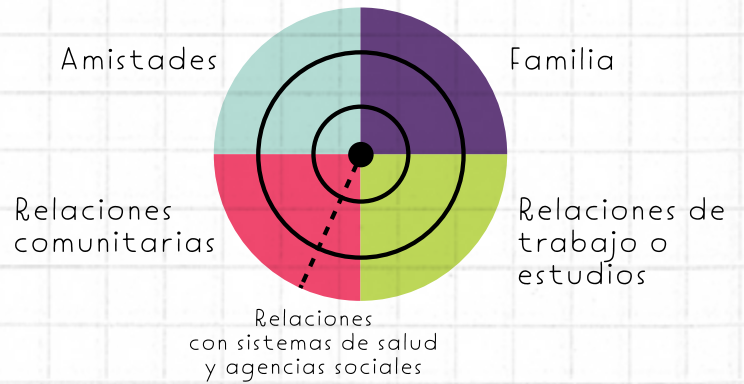 Amistades
Familia
Relaciones
comunitarias
Relaciones de
trabajo o
estudios
Relaciones
con sistemas de salud
y agencias sociales